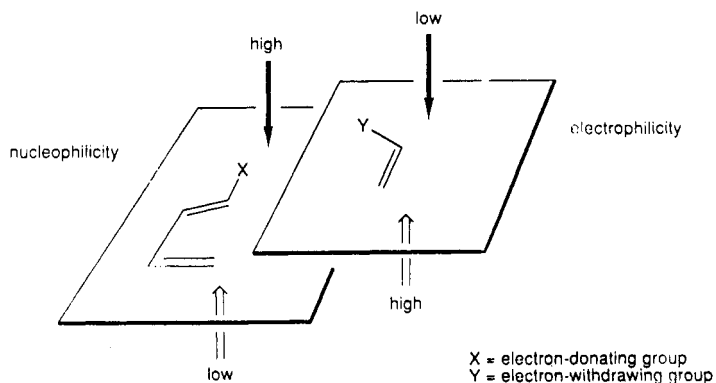 low
high
Y
electrophilicity
nucleophilicity
X
high
low
X = electron-donating group
Y = electron-withdrawing group